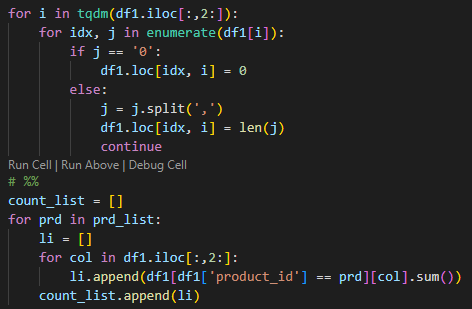 for i in tqdm(df1.iloc[:,2:]):
    for idx, j in enumerate(df1[i]):
        if j == '0':
            df1.loc[idx, i] = 0
        else:
            j = j.split(',')
            df1.loc[idx, i] = len(j)
            continue
Run Cell | Run Above | Debug Cell
# %%
count_list = []
for prd in prd_list:
    li = []
    for col in df1.iloc[:,2:]:
        li.append(df1[df1['product_id'] == prd][col].sum())
    count_list.append(li)